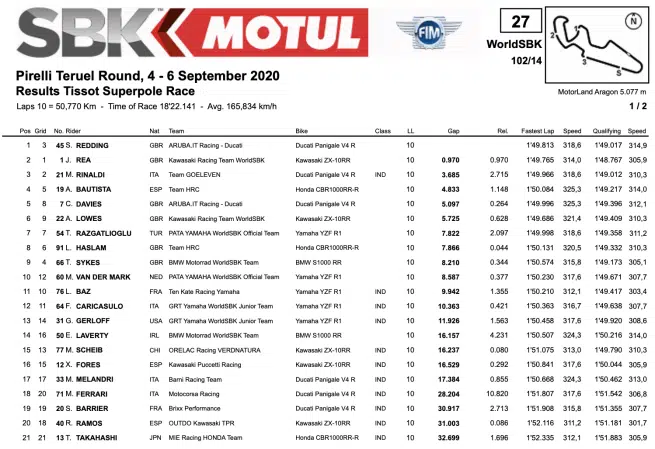 SBK MOTUL
FIM
27
WorldSBK
102/14
N
2
1
3
S
MotorLand Aragon 5.077 m
Pirelli Teruel Round, 4 - 6 September 2020
Results Tissot Superpole Race
Laps 10 = 50,770 Km - Time of Race 18'22.141 - Avg. 165,834 km/h
1 / 2
Pos Grid No. Rider Nat Team Bike Class LL Gap Rel. Fastest Lap Speed Qualifying Speed
1 3 45 S. REDDING GBR ARUBA.IT Racing - Ducati Ducati Panigale V4 R 10 1'49.813 318,6 1'49.017 314,9
2 1 1 J. REA GBR Kawasaki Racing Team WorldSBK Kawasaki ZX-10RR 10 0.970 0.970 1'49.765 314,0 1'48.767 305,9
3 2 21 M. RINALDI ITA Team GOELEVEN Ducati Panigale V4 R IND 10 3.685 2.715 1'49.966 318,6 1'49.012 310,3
4 5 19 A. BAUTISTA ESP Team HRC Honda CBR1000RR-R 10 4.833 1.148 1'50.084 325,3 1'49.217 314,0
5 8 7 C. DAVIES GBR ARUBA.IT Racing - Ducati Ducati Panigale V4 R 10 5.097 0.264 1'49.996 325,3 1'49.396 312,1
6 9 22 A. LOWES GBR Kawasaki Racing Team WorldSBK Kawasaki ZX-10RR 10 5.725 0.628 1'49.686 321,4 1'49.409 310,3
7 7 54 T. RAZGATLIOGLU TUR PATA YAMAHA WorldSBK Official Team Yamaha YZF R1 10 7.822 2.097 1'49.998 318,6 1'49.358 311,2
8 6 91 L. HASLAM GBR Team HRC Honda CBR1000RR-R 10 7.866 0.044 1'50.131 320,5 1'49.332 310,3
9 4 66 T. SYKES GBR BMW Motorrad WorldSBK Team BMW S1000 RR 10 8.210 0.344 1'50.574 315,8 1'49.173 305,1
10 12 60 M. VAN DER MARK NED PATA YAMAHA WorldSBK Official Team Yamaha YZF R1 10 8.587 0.377 1'50.230 317,6 1'49.671 307,7
11 10 76 L. BAZ FRA Ten Kate Racing Yamaha Yamaha YZF R1 IND 10 9.942 1.355 1'50.210 312,1 1'49.417 303,4
12 11 64 F. CARICASULO ITA GRT Yamaha WorldSBK Junior Team Yamaha YZF R1 IND 10 10.363 0.421 1'50.363 316,7 1'49.638 307,7
13 14 31 G. GERLOFF USA GRT Yamaha WorldSBK Junior Team Yamaha YZF R1 IND 10 11.926 1.563 1'50.458 317,6 1'49.920 308,6
14 16 50 E. LAVERTY IRL BMW Motorrad WorldSBK Team BMW S1000 RR 10 16.157 4.231 1'50.507 324,3 1'50.216 314,0
15 13 77 M. SCHEIB CHI ORELAC Racing VERDNATURA Kawasaki ZX-10RR IND 10 16.237 0.080 1'51.075 313,0 1'49.790 310,3
16 15 12 X. FORES ESP Kawasaki Puccetti Racing Kawasaki ZX-10RR IND 10 16.529 0.292 1'50.841 317,6 1'50.044 305,9
17 17 33 M. MELANDRI ITA Barni Racing Team Ducati Panigale V4 R IND 10 17.384 0.855 1'50.668 324,3 1'50.462 313,0
18 20 71 M. FERRARI ITA Motocorsa Racing Ducati Panigale V4 R IND 10 28.204 10.820 1'51.807 317,6 1'51.542 306,8
19 19 20 S. BARRIER FRA Brixx Performance Ducati Panigale V4 R IND 10 30.917 2.713 1'51.908 315,8 1'51.355 307,7
20 18 40 R. RAMOS ESP OUTDO Kawasaki TPR Kawasaki ZX-10RR IND 10 31.003 0.086 1'52.116 311,2 1'51.181 301,7
21 21 13 T. TAKAHASHI JPN MIE Racing HONDA Team Honda CBR1000RR-R IND 10 32.699 1.696 1'52.335 312,1 1'51.883 305,9